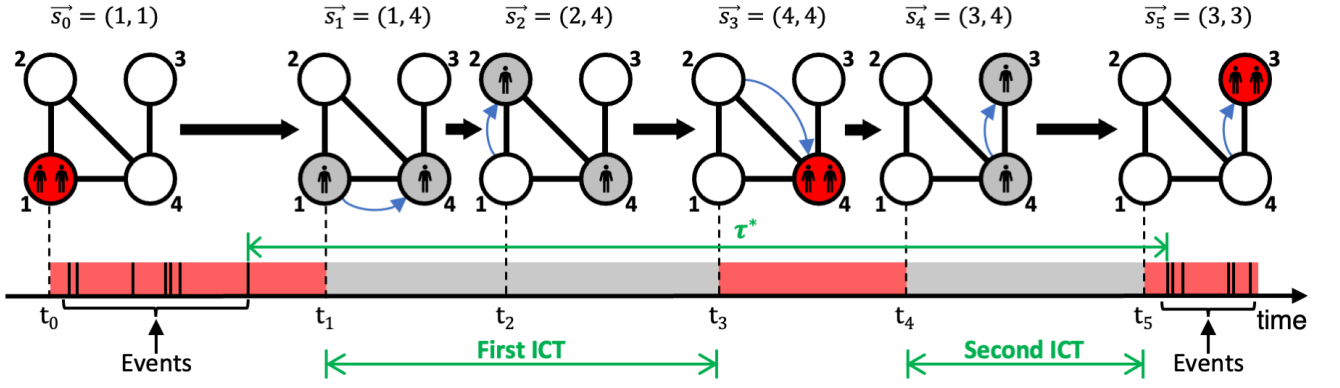 s₀⃗ = (1, 1)
s₁⃗ = (1, 4)
s₂⃗ = (2, 4)
s₃⃗ = (4, 4)
s₄⃗ = (3, 4)
s₅⃗ = (3, 3)
2 3 1 4
2 3 1 4
2 3 1 4
2 3 1 4
2 3 1 4
2 3 1 4
τ*
t₀ t₁ t₂ t₃ t₄ t₅ time
Events
First ICT
Second ICT
Events